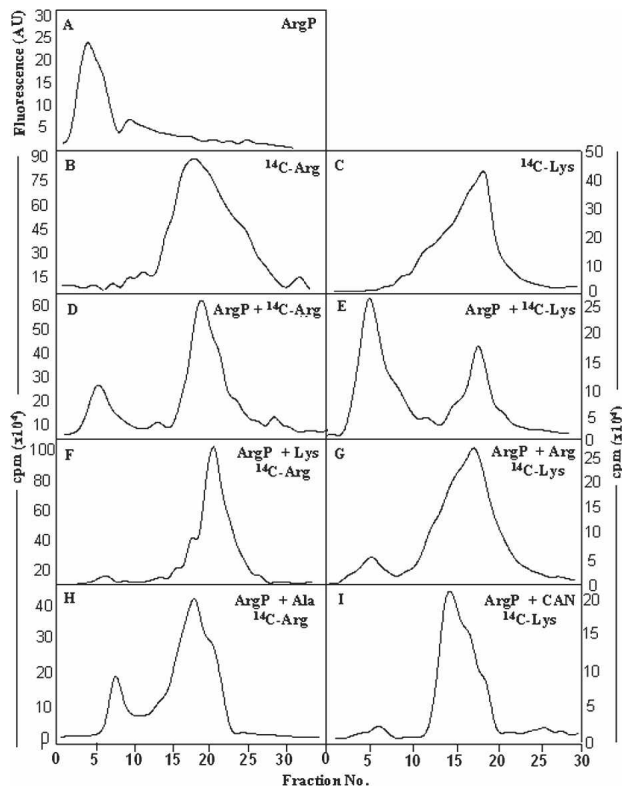 30
25
20
15
10
5
Fluorescence (AU)
A
ArgP
90
75
60
45
30
15
B
14C-Arg
C
14C-Lys
50
40
30
20
10
0
60
50
40
30
20
10
D
ArgP + 14C-Arg
E
ArgP + 14C-Lys
25
20
15
10
5
0
cpm (x10⁴)
cpm (x10⁴)
100
80
60
40
20
F
ArgP + Lys
14C-Arg
G
ArgP + Arg
14C-Lys
25
20
15
10
5
0
40
30
20
10
0
H
ArgP + Ala
14C-Arg
I
ArgP + CAN
14C-Lys
20
15
10
5
0
0 5 10 15 20 25 30
5 10 15 20 25 30
Fraction No.